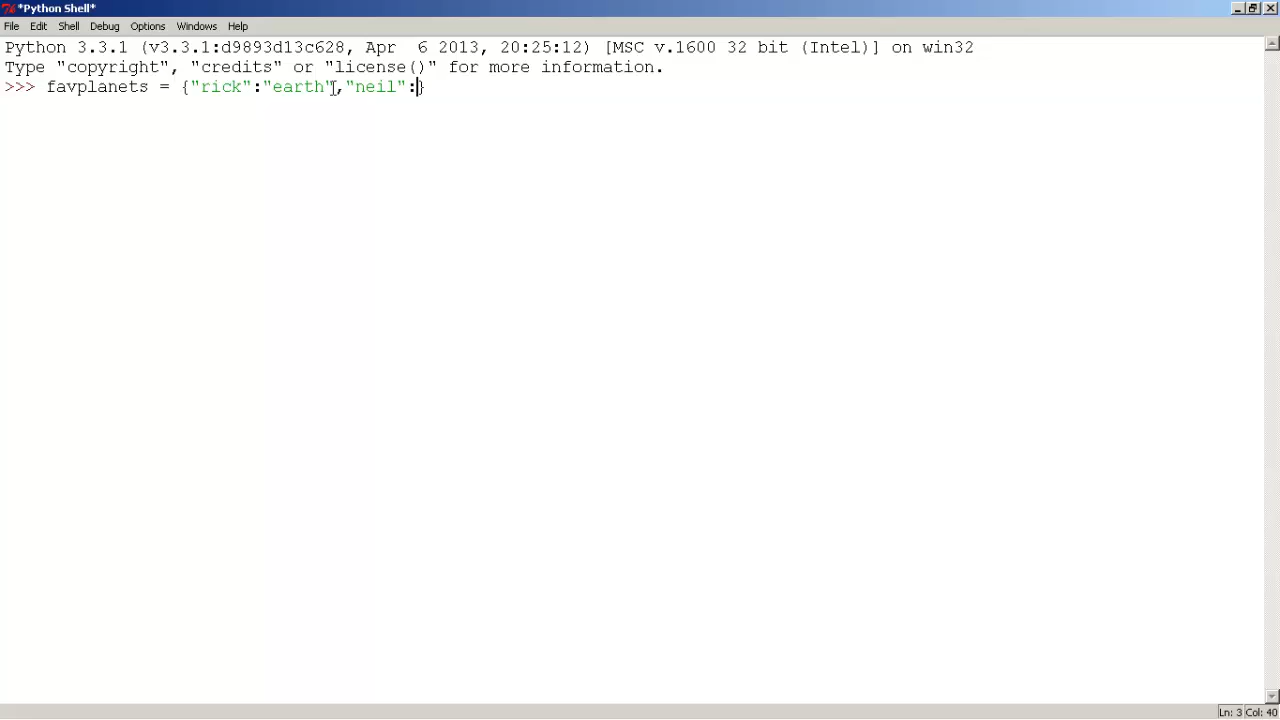 *Python Shell*
File Edit Shell Debug Options Windows Help
Python 3.3.1 (v3.3.1:d9893d13c628, Apr  6 2013, 20:25:12) [MSC v.1600 32 bit (Intel)] on win32
Type "copyright", "credits" or "license()" for more information.
>>> favplanets = {"rick":"earth","neil":}
Ln: 3 Col: 40